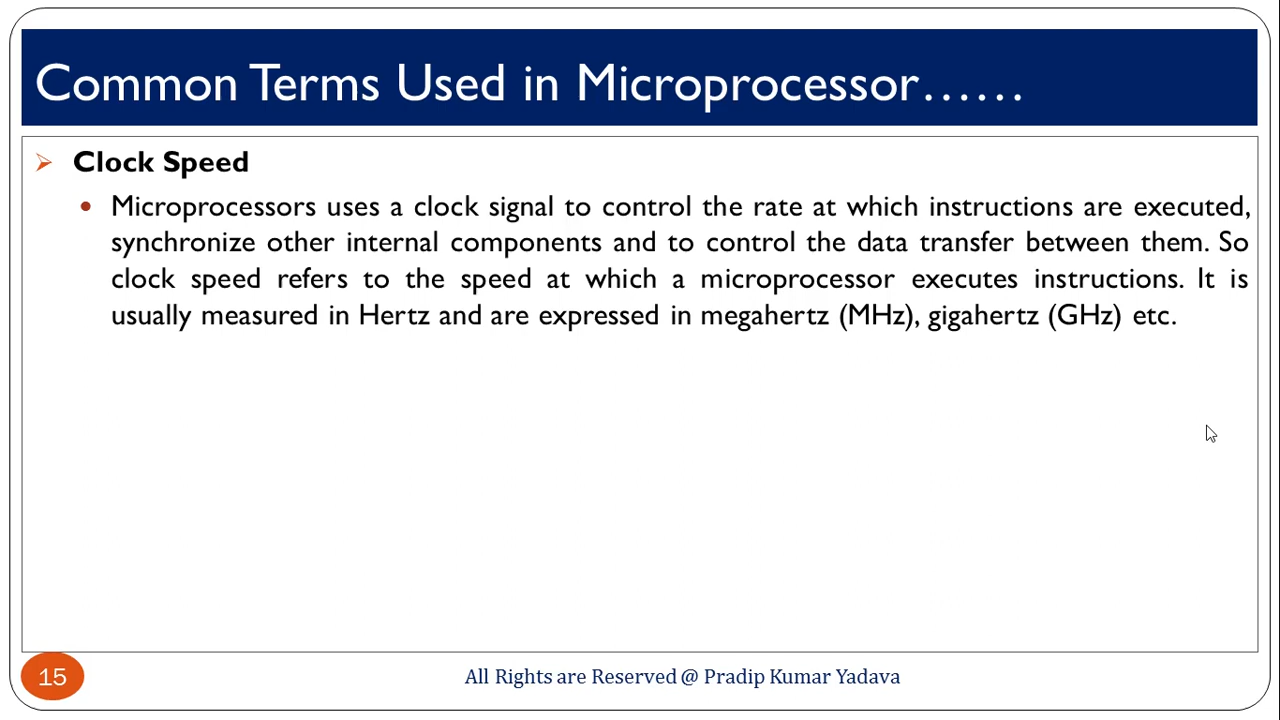 Common Terms Used in Microprocessor……
Clock Speed
Microprocessors uses a clock signal to control the rate at which instructions are executed,
synchronize other internal components and to control the data transfer between them. So
clock speed refers to the speed at which a microprocessor executes instructions. It is
usually measured in Hertz and are expressed in megahertz (MHz), gigahertz (GHz) etc.
15
All Rights are Reserved @ Pradip Kumar Yadava